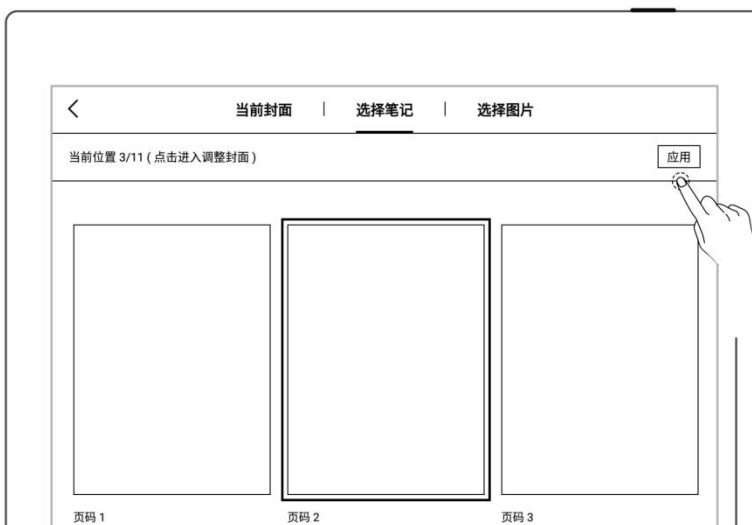 当前封面 | 选择笔记 | 选择图片
当前位置 3/11 ( 点击进入调整封面 )
应用
页码 1
页码 2
页码 3